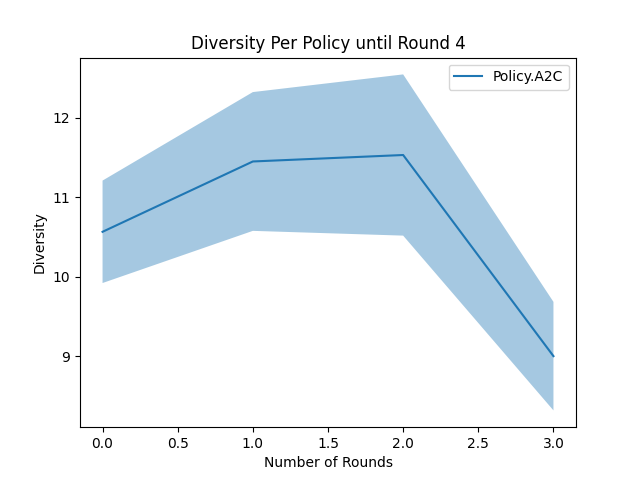 Diversity Per Policy until Round 4
Policy.A2C
12
11
10
9
Diversity
0.0 0.5 1.0 1.5 2.0 2.5 3.0
Number of Rounds